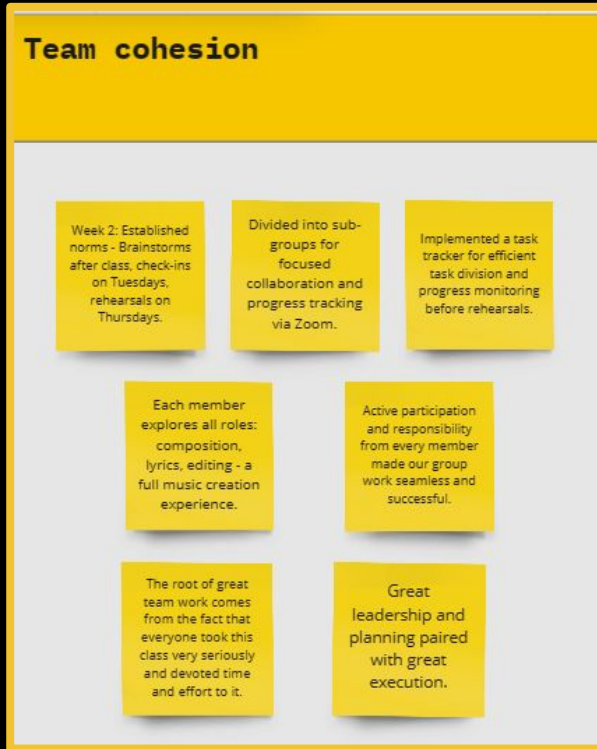 Team cohesion
Week 2: Established
norms - Brainstorms
after class, check-ins
on Tuesdays,
rehearsals on
Thursdays.
Divided into sub-
groups for
focused
collaboration and
progress tracking
via Zoom.
Implemented a task
tracker for efficient
task division and
progress monitoring
before rehearsals.
Each member
explores all roles:
composition,
lyrics, editing - a
full music creation
experience.
Active participation
and responsibility
from every member
made our group
work seamless and
successful.
The root of great
team work comes
from the fact that
everyone took this
class very seriously
and devoted time
and effort to it.
Great
leadership and
planning paired
with great
execution.